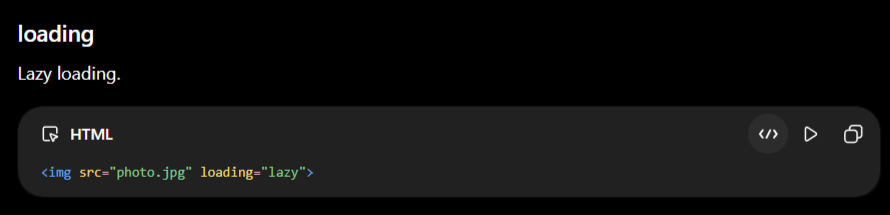 loading
Lazy loading.
HTML
<img src="photo.jpg" loading="lazy">